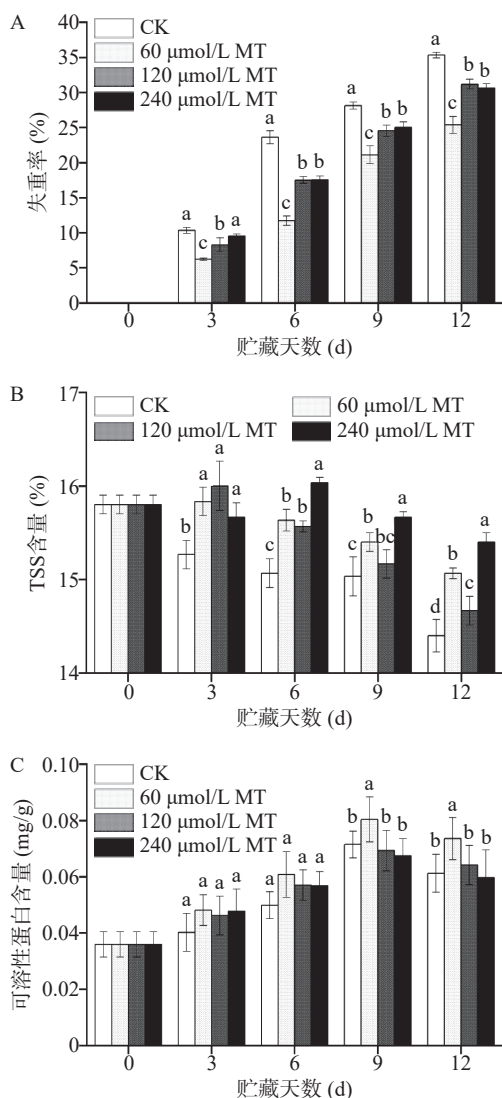 A
CK
60 μmol/L MT
120 μmol/L MT
240 μmol/L MT
失重率 (%)
40
35
30
25
20
15
10
5
0
a c b a
a c b b
a c b b
a c b b
0 3 6 9 12
贮藏天数 (d)
B
CK 60 μmol/L MT
120 μmol/L MT 240 μmol/L MT
TSS含量 (%)
17
16
15
14
b a a a
c b b a
c b bc a
d b c a
0 3 6 9 12
贮藏天数 (d)
C
CK
60 μmol/L MT
120 μmol/L MT
240 μmol/L MT
可溶性蛋白含量 (mg/g)
0.10
0.08
0.06
0.04
0.02
0.00
a a a a
a a a a
b a b b
b a b b
0 3 6 9 12
贮藏天数 (d)